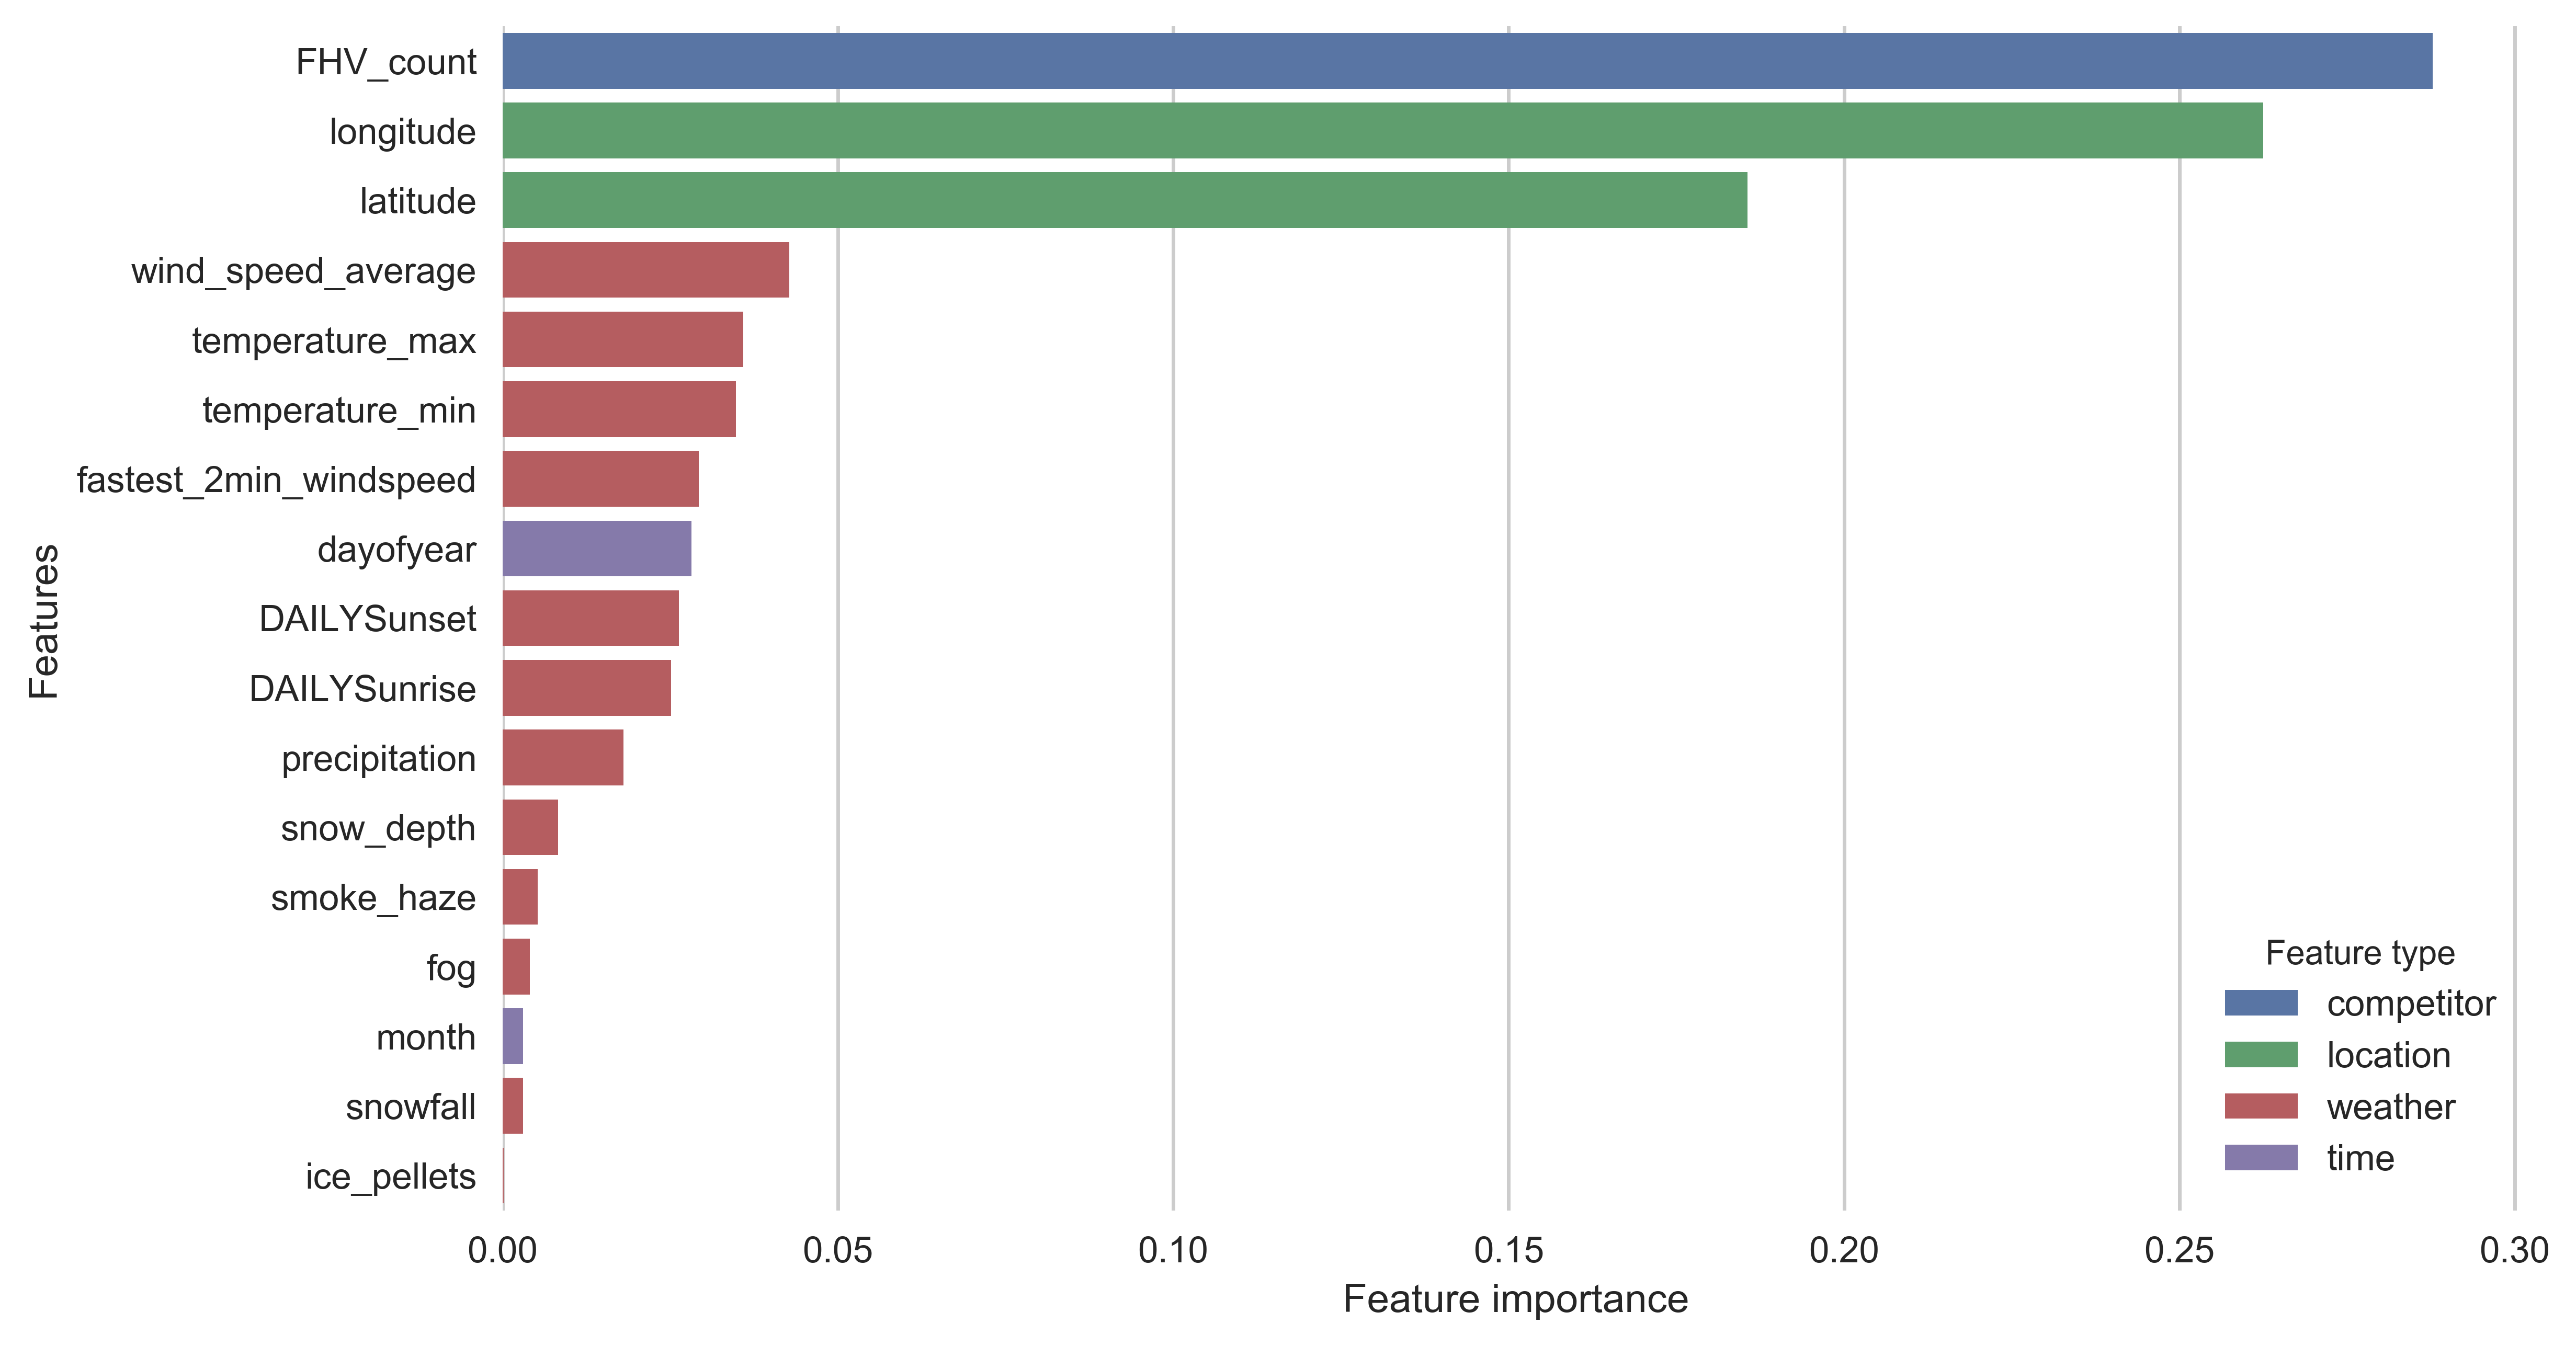 FHV_count
longitude
latitude
wind_speed_average
temperature_max
temperature_min
fastest_2min_windspeed
dayofyear
DAILYSunset
DAILYSunrise
precipitation
snow_depth
smoke_haze
fog
month
snowfall
ice_pellets
Features
0.00 0.05 0.10 0.15 0.20 0.25 0.30
Feature importance
Feature type
competitor
location
weather
time